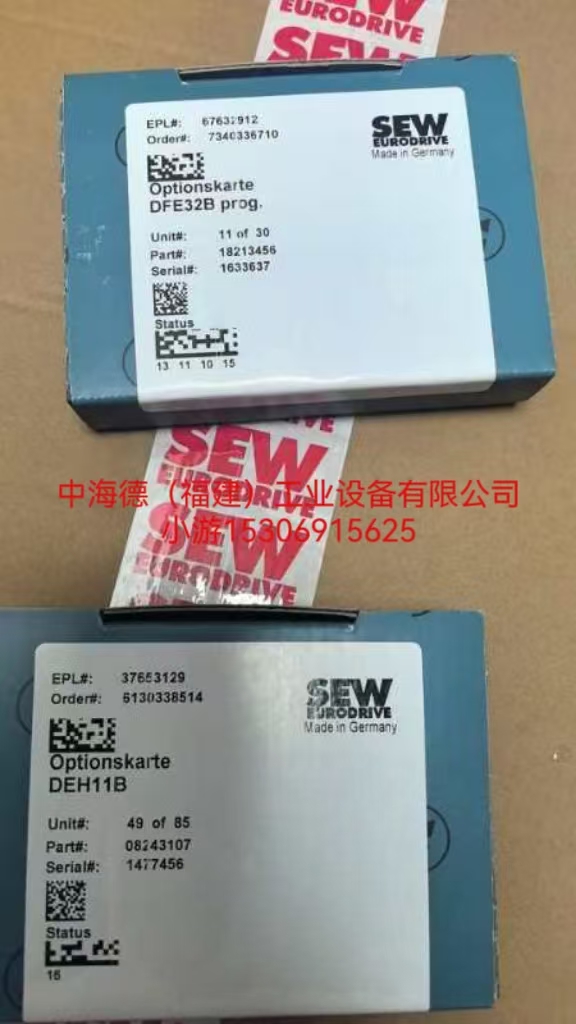 EURODRIVE
SEW
EPL#: 67632912
Order#: 7340336710
SEW
EURODRIVE
Made in Germany
Optionskarte
DFE32B prog.
Unit#: 11 of 30
Part#: 18213456
Serial#: 1633637
Status
13 11 10 15
SEW
EURODRIVE
中海德（福建）工业设备有限公司
小游15306915625
SEW
EURODRIVE
EPL#: 37653129
Order#: 6130338514
SEW
EURODRIVE
Made in Germany
Optionskarte
DEH11B
Unit#: 49 of 85
Part#: 08243107
Serial#: 1477456
Status
16